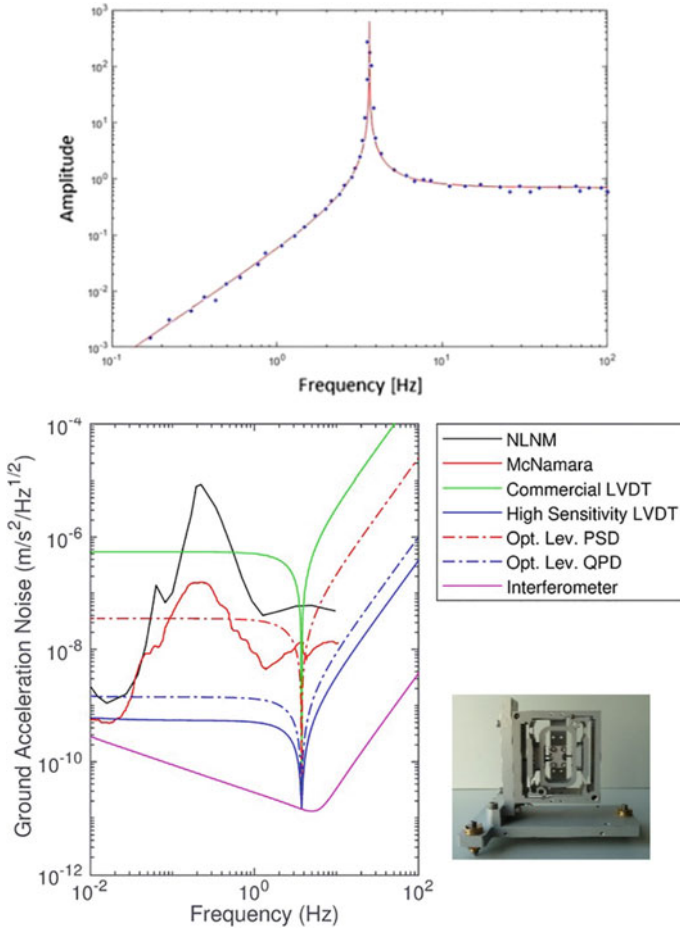 10^3
10^2
10^1
10^0
10^-1
10^-2
10^-3
Amplitude
10^-1
10^0
10^1
10^2
Frequency [Hz]
10^-4
10^-6
10^-8
10^-10
10^-12
Ground Acceleration Noise (m/s^2/Hz^1/2)
10^-2
10^0
10^2
Frequency (Hz)
NLNM
McNamara
Commercial LVDT
High Sensitivity LVDT
Opt. Lev. PSD
Opt. Lev. QPD
Interferometer